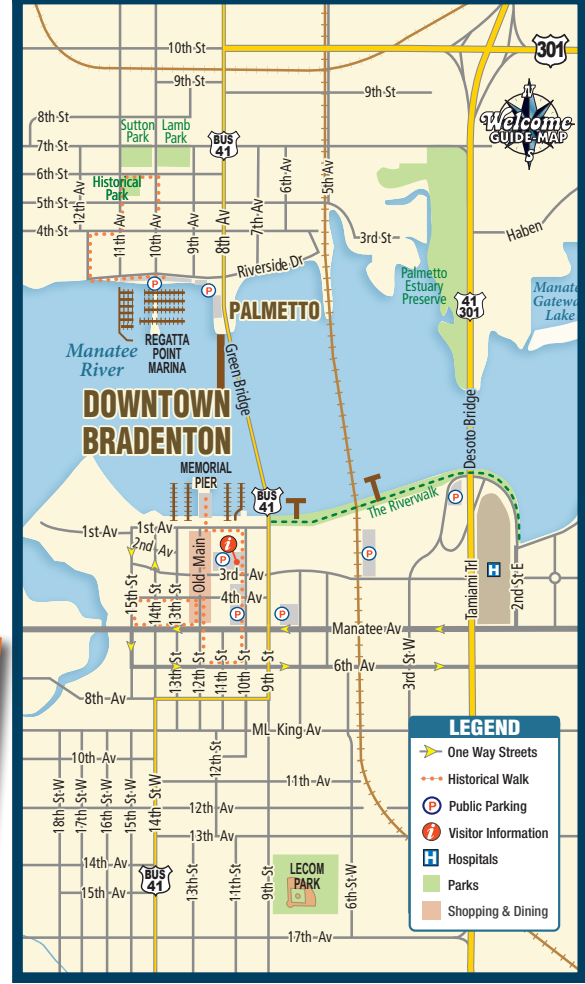 10th St
301
9th St
9th St
Welcome
GUIDE-MAP
N
S
8th St
Sutton
Park
Lamb
Park
BUS
41
7th St
6th St
Historical
Park
5th St
4th St
12th Av
11th Av
10th Av
9th Av
8th Av
7th Av
6th Av
5th Av
3rd St
Haben
Riverside Dr
Palmetto
Estuary
Preserve
41
301
Manate
Gatew
Lake
P
P
PALMETTO
REGATTA
POINT
MARINA
Manatee
River
Green Bridge
DOWNTOWN
BRADENTON
Desoto Bridge
MEMORIAL
PIER
BUS
41
The Riverwalk
P
1st Av
1st Av
2nd Av
Old Main
i
P
3rd Av
4th Av
P
P
P
H
Tamiami Trl
2nd St E
15th St
14th St
13th St
Manatee Av
6th Av
3rd St W
13th St
12th St
11th St
10th St
9th St
8th Av
ML King Av
10th Av
12th St
11th Av
18th St W
17th St W
16th St W
15th St W
14th St W
12th Av
13th Av
14th Av
15th Av
BUS
41
13th St
11th St
9th St
LECOM
PARK
6th St W
17th Av
LEGEND
One Way Streets
Historical Walk
P Public Parking
i Visitor Information
H Hospitals
Parks
Shopping & Dining